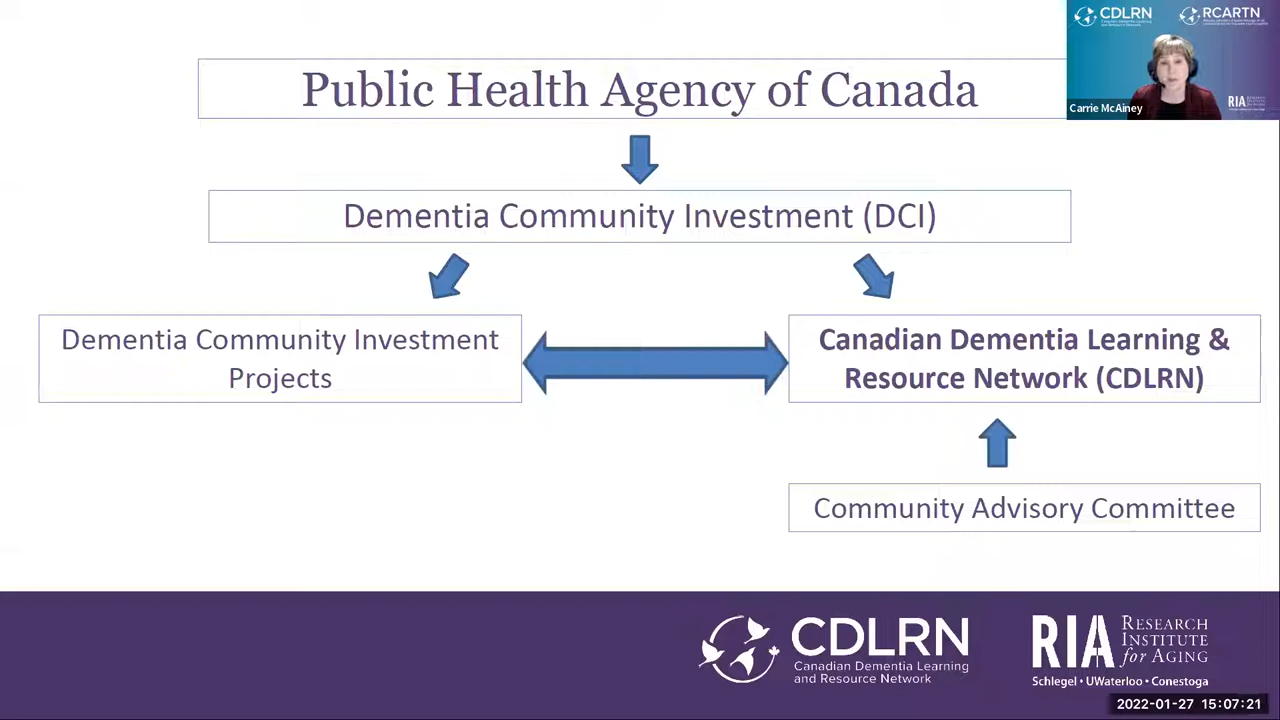 CDLRN
RCARTN
Public Health Agency of Canada
Carrie McAiney
RIA
Dementia Community Investment (DCI)
Dementia Community Investment
Projects
Canadian Dementia Learning &
Resource Network (CDLRN)
Community Advisory Committee
CDLRN
Canadian Dementia Learning
and Resource Network
RIA
RESEARCH
INSTITUTE
for AGING
Schlegel • UWaterloo • Conestoga
2022-01-27 15:07:21